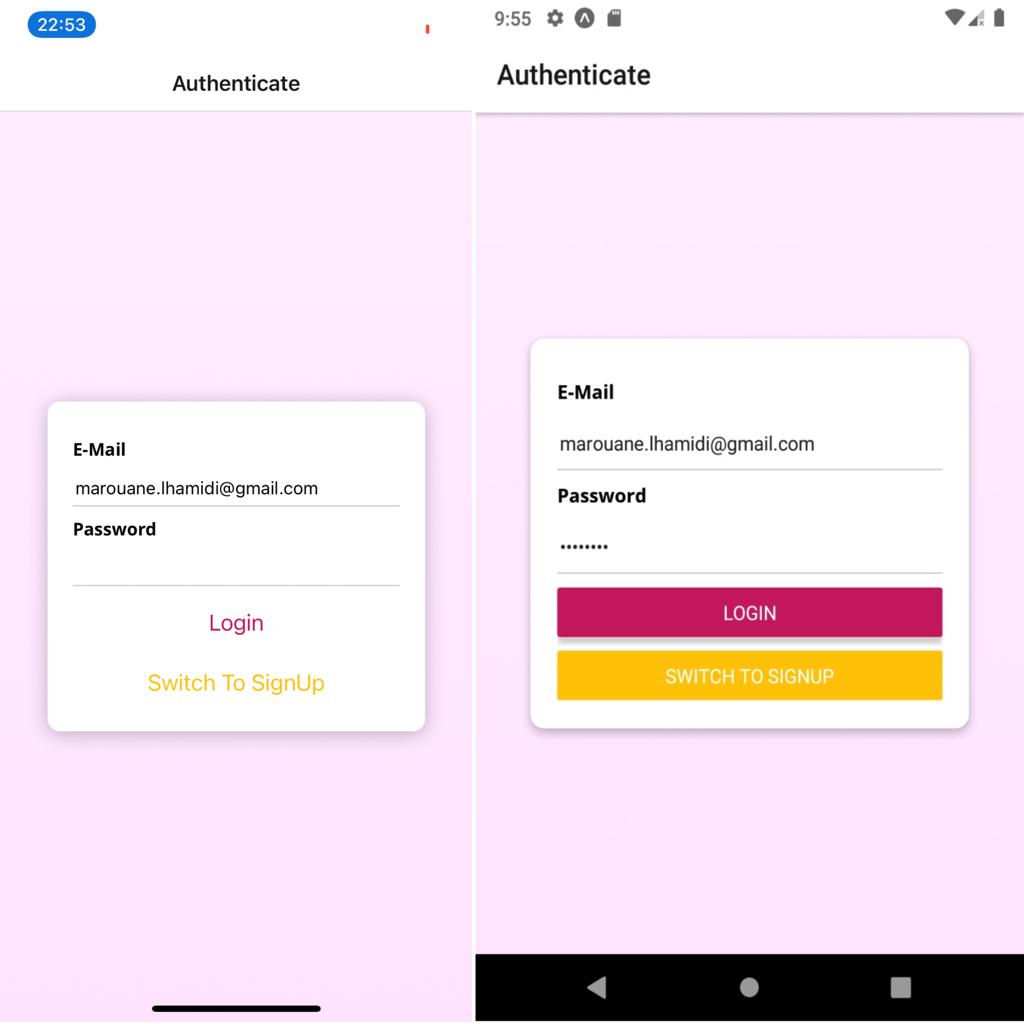 22:53
Authenticate
E-Mail
marouane.lhamidi@gmail.com
Password
Login
Switch To SignUp
9:55
Authenticate
E-Mail
marouane.lhamidi@gmail.com
Password
••••••••
LOGIN
SWITCH TO SIGNUP